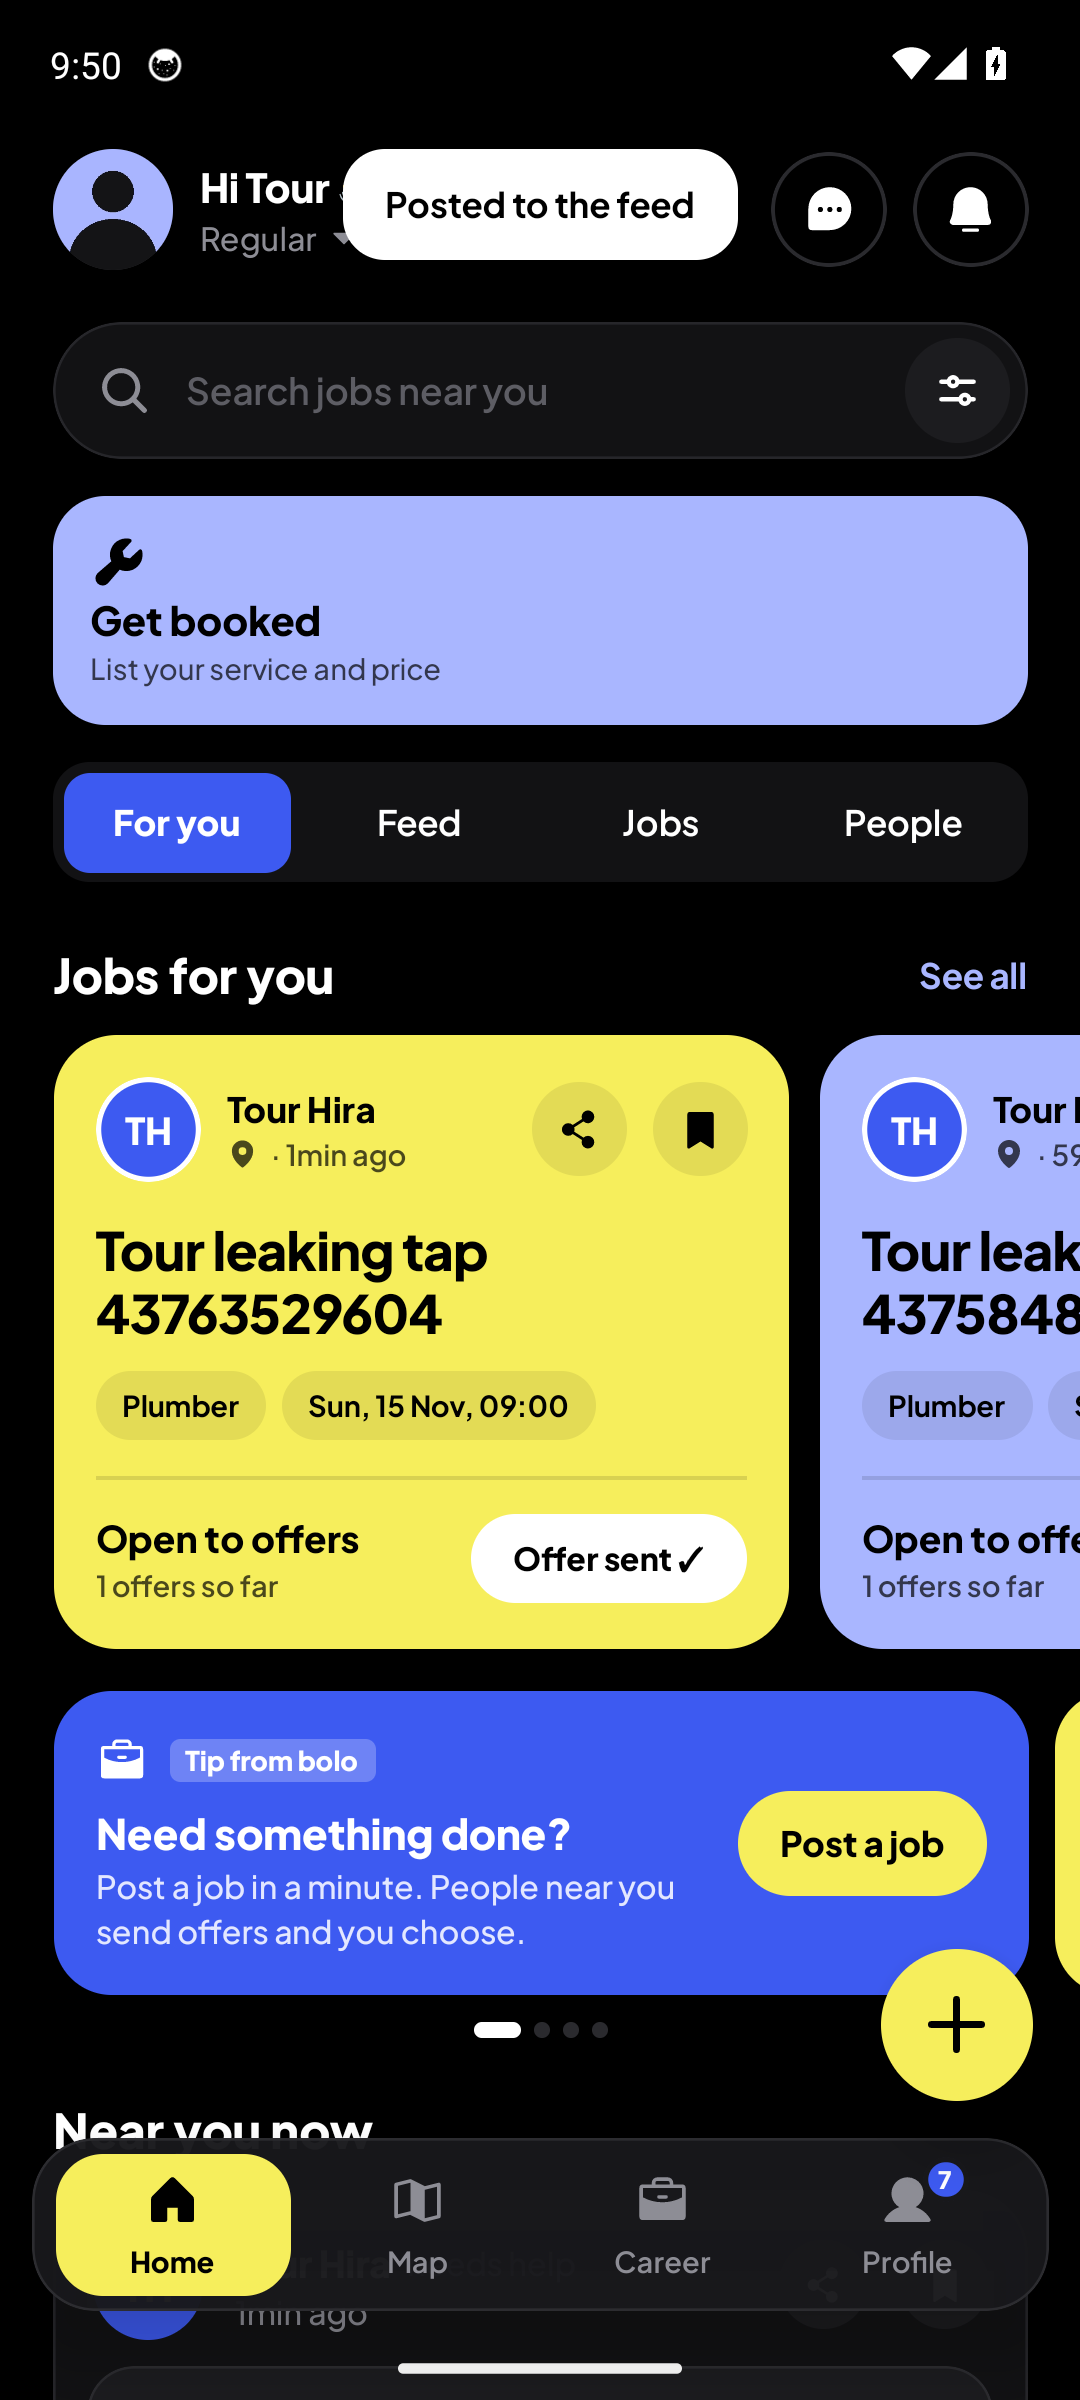 9:50
Hi Tour
Posted to the feed
Regular
Search jobs near you
Get booked
List your service and price
For you
Feed
Jobs
People
Jobs for you
See all
TH
Tour Hira
· 1min ago
Tour leaking tap
43763529604
Plumber
Sun, 15 Nov, 09:00
Open to offers
1 offers so far
Offer sent ✓
TH
Tour
· 59
Tour leak
4375848
Plumber
Open to offe
1 offers so far
Tip from bolo
Need something done?
Post a job in a minute. People near you
send offers and you choose.
Post a job
Near you now
Home
Map
Career
Profile
7
1min ago